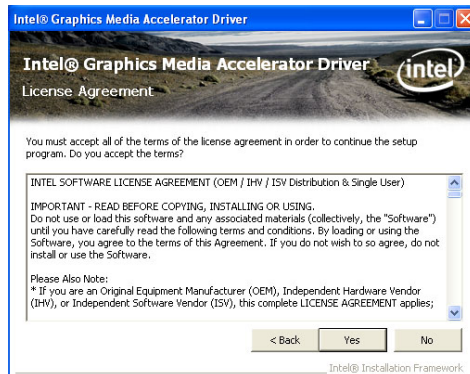 Intel® Graphics Media Accelerator Driver
Intel® Graphics Media Accelerator Driver
intel
License Agreement
You must accept all of the terms of the license agreement in order to continue the setup
program. Do you accept the terms?
INTEL SOFTWARE LICENSE AGREEMENT (OEM / IHV / ISV Distribution & Single User)
IMPORTANT - READ BEFORE COPYING, INSTALLING OR USING.
Do not use or load this software and any associated materials (collectively, the "Software")
until you have carefully read the following terms and conditions. By loading or using the
Software, you agree to the terms of this Agreement. If you do not wish to so agree, do not
install or use the Software.
Please Also Note:
* If you are an Original Equipment Manufacturer (OEM), Independent Hardware Vendor
(IHV), or Independent Software Vendor (ISV), this complete LICENSE AGREEMENT applies;
< Back Yes No
Intel® Installation Framework